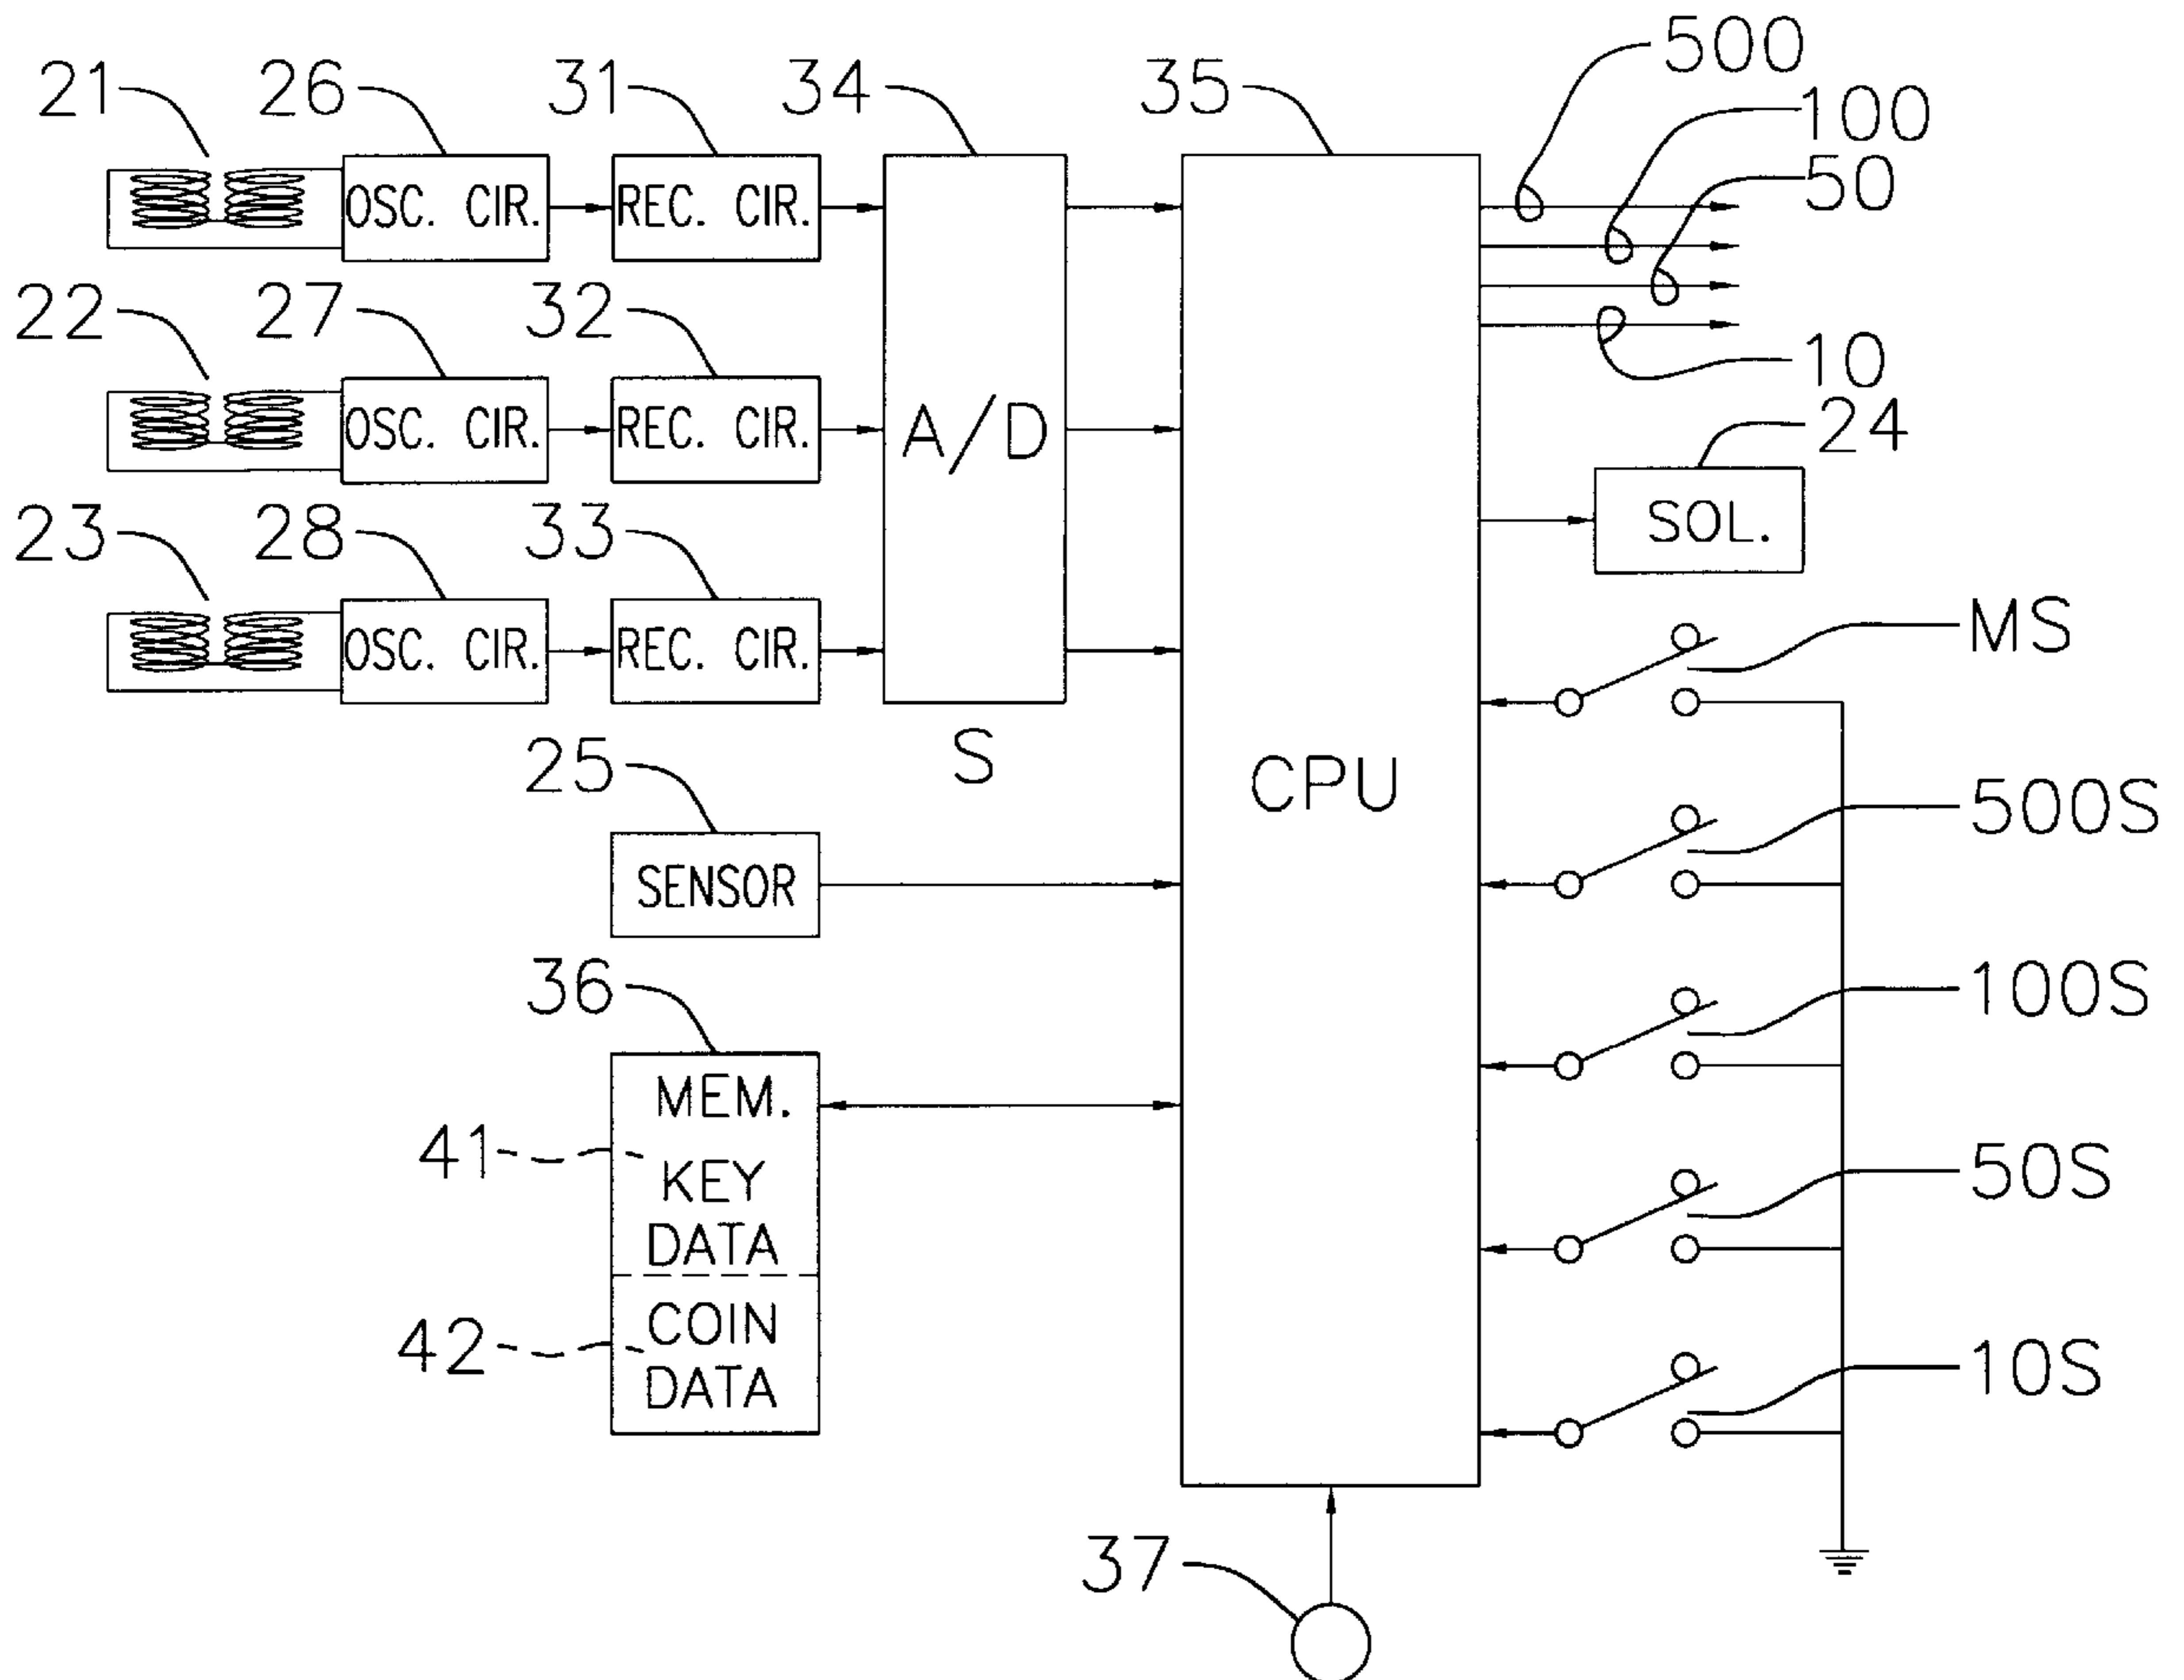 500
21 26 31 34 35
100
50
OSC. CIR. REC. CIR.
22 27 32
10
24
OSC. CIR. REC. CIR. A/D
23 28 33 SOL.
MS
OSC. CIR. REC. CIR.
25 S CPU
500S
SENSOR
36 100S
MEM.
41 KEY
DATA
50S
42 COIN
DATA
10S
37